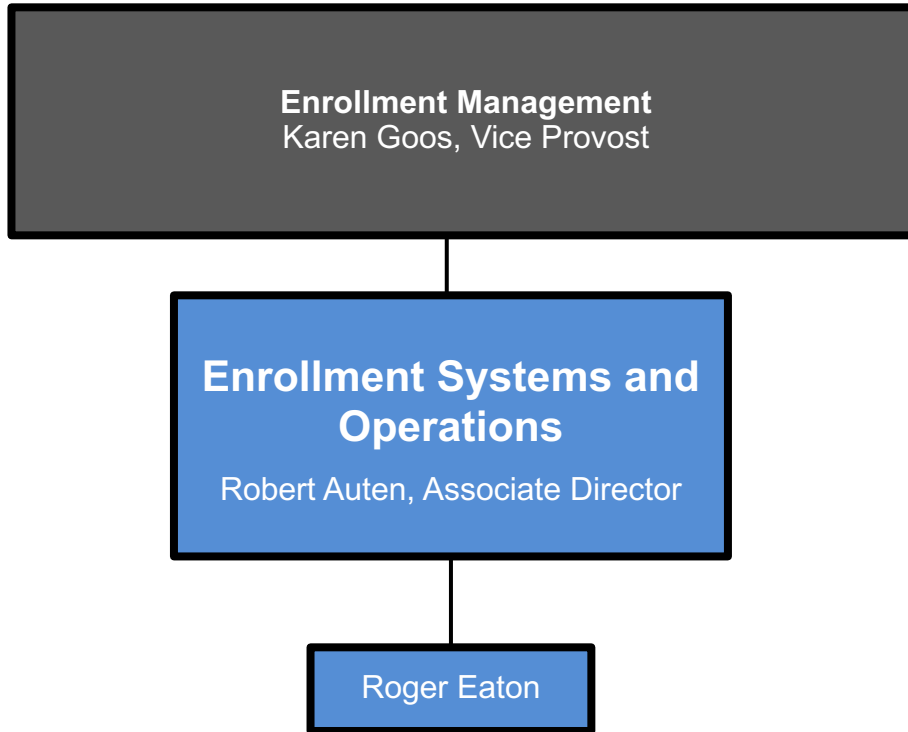 Enrollment Management
Karen Goos, Vice Provost
Enrollment Systems and
Operations
Robert Auten, Associate Director
Roger Eaton